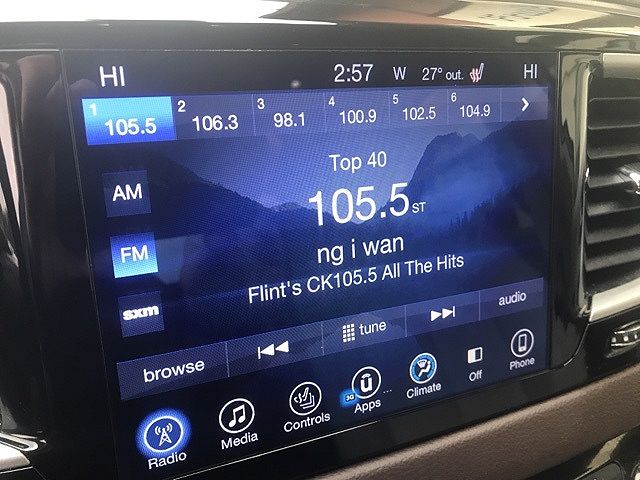 HI 2:57 W 27° out. HI
1 105.5 2 106.3 3 98.1 4 100.9 5 102.5 6 104.9
Top 40
AM
105.5 ST
FM
ng i wan
Flint's CK105.5 All The Hits
sxm
browse tune audio
Radio Media Controls 3G ū Apps Climate Off Phone